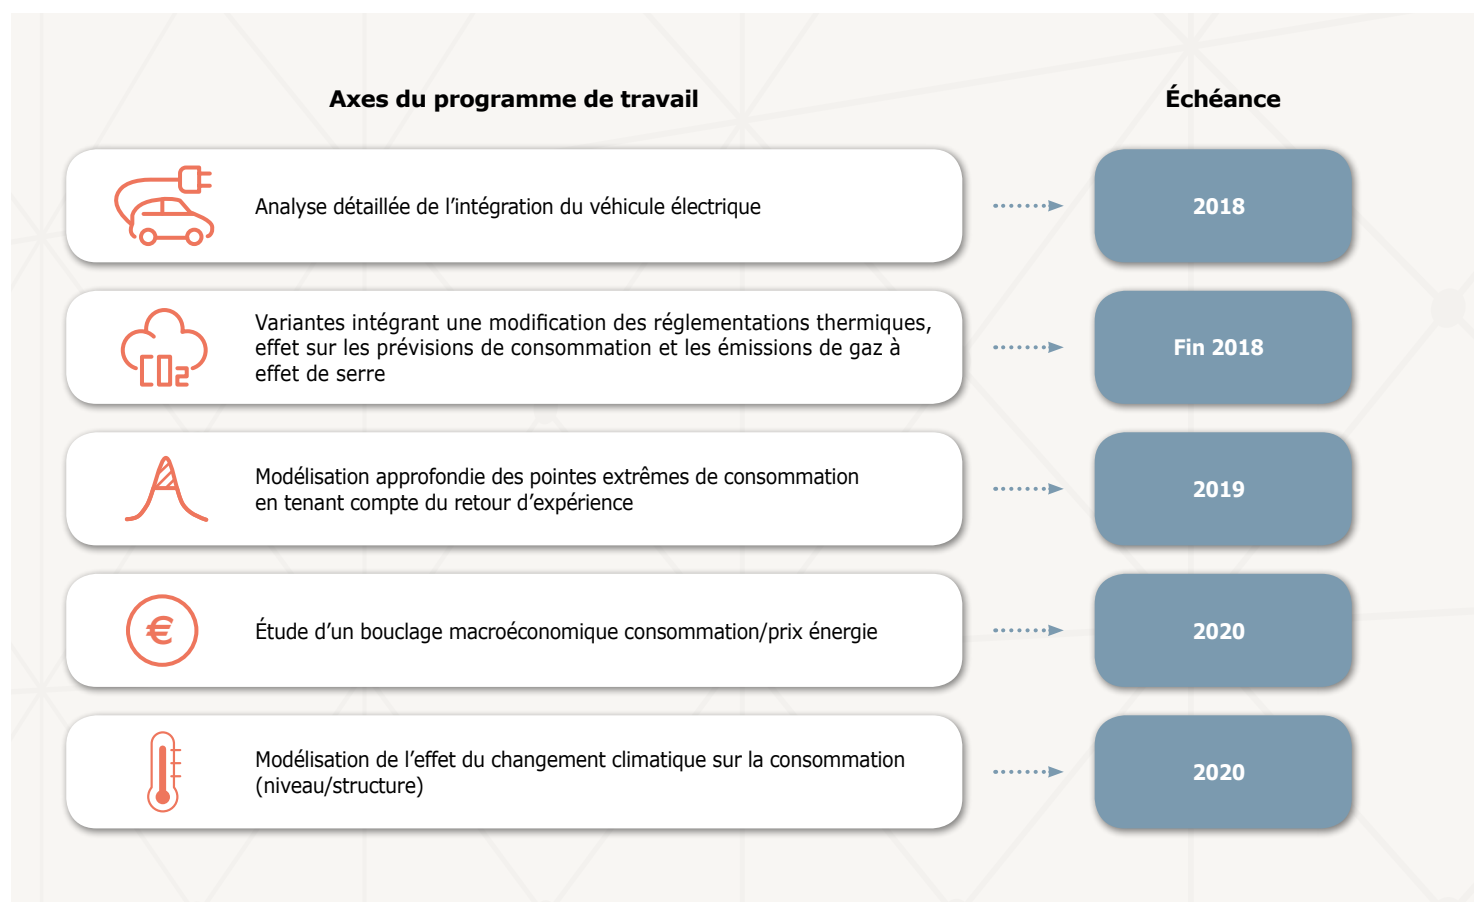 Axes du programme de travail
Échéance
Analyse détaillée de l’intégration du véhicule électrique
2018
CO2
Variantes intégrant une modification des réglementations thermiques,
effet sur les prévisions de consommation et les émissions de gaz à
effet de serre
Fin 2018
Modélisation approfondie des pointes extrêmes de consommation
en tenant compte du retour d’expérience
2019
€
Étude d’un bouclage macroéconomique consommation/prix énergie
2020
Modélisation de l’effet du changement climatique sur la consommation
(niveau/structure)
2020